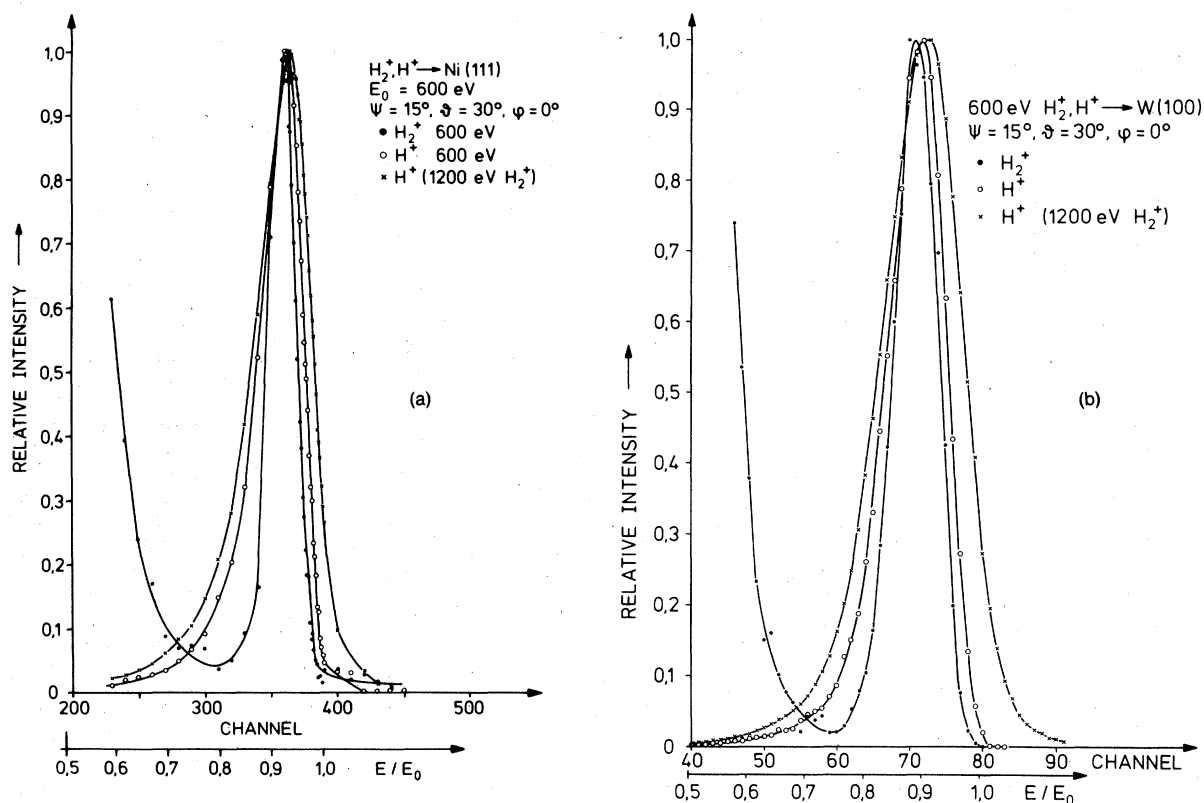 1,0
0,9
0,8
0,7
0,6
0,5
0,4
0,3
0,2
0,1
0
RELATIVE INTENSITY
H₂⁺, H⁺ → Ni (111)
E₀ = 600 eV
Ψ = 15°, ϑ = 30°, φ = 0°
• H₂⁺ 600 eV
○ H⁺ 600 eV
× H⁺ (1200 eV H₂⁺)
(a)
200 300 400 500
CHANNEL
0,5 0,6 0,7 0,8 0,9 1,0 E / E₀
1,0
0,9
0,8
0,7
0,6
0,5
0,4
0,3
0,2
0,1
0
RELATIVE INTENSITY
600 eV H₂⁺, H⁺ → W (100)
Ψ = 15°, ϑ = 30°, φ = 0°
• H₂⁺
○ H⁺
× H⁺ (1200 eV H₂⁺)
(b)
40 50 60 70 80 90 CHANNEL
0,5 0,6 0,7 0,8 0,9 1,0 E / E₀